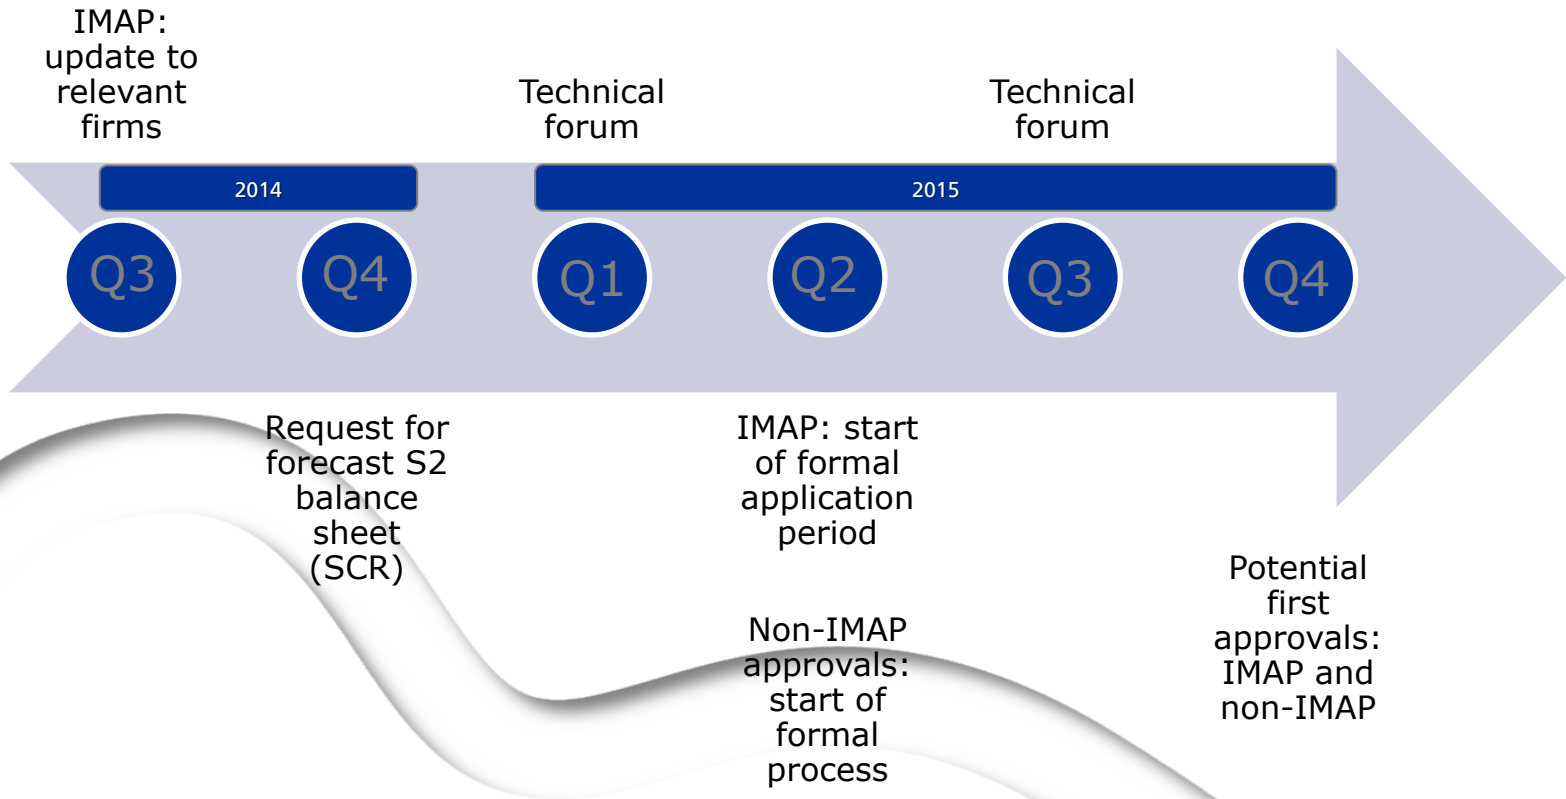 IMAP:
update to
relevant
firms
Technical
forum
Technical
forum
2014
2015
Q3
Q4
Q1
Q2
Q3
Q4
Request for
forecast S2
balance
sheet
(SCR)
IMAP: start
of formal
application
period
Non-IMAP
approvals:
start of
formal
process
Potential
first
approvals:
IMAP and
non-IMAP